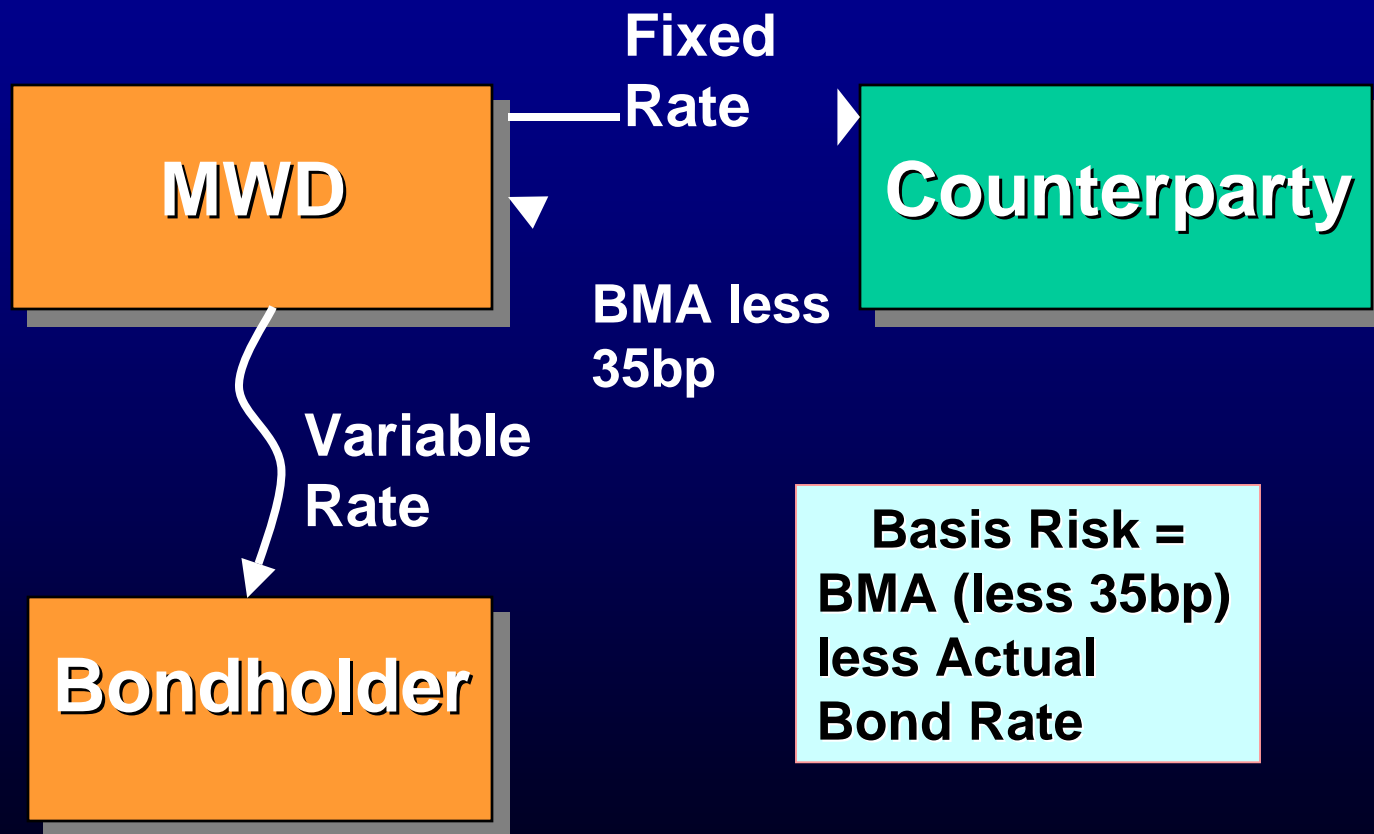 Fixed
Rate
MWD
Counterparty
BMA less
35bp
Variable
Rate
Basis Risk =
BMA (less 35bp)
less Actual
Bond Rate
Bondholder